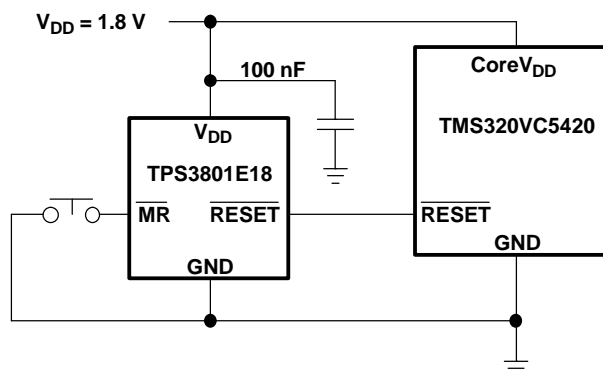 VDD = 1.8 V
100 nF
CoreVDD
TMS320VC5420
VDD
TPS3801E18
MR RESET
RESET
GND
GND